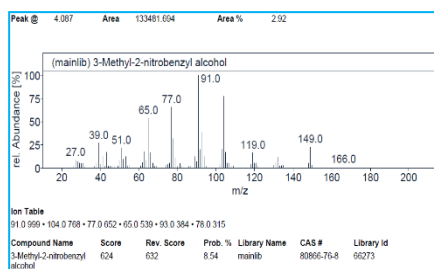 Peak @ 4.087 Area 133481.694 Area % 2.92
(mainlib) 3-Methyl-2-nitrobenzyl alcohol
rel. Abundance [%]
100
75
50
25
0
27.0
39.0
51.0
65.0
77.0
91.0
119.0
149.0
166.0
20 40 60 80 100 120 140 160 180 200
m/z
Ion Table
91.0 999 • 104.0 768 • 77.0 652 • 65.0 539 • 93.0 384 • 78.0 315
Compound Name Score Rev. Score Prob. % Library Name CAS # Library Id
3-Methyl-2-nitrobenzyl 624 632 8.54 mainlib 80866-76-8 66273
alcohol